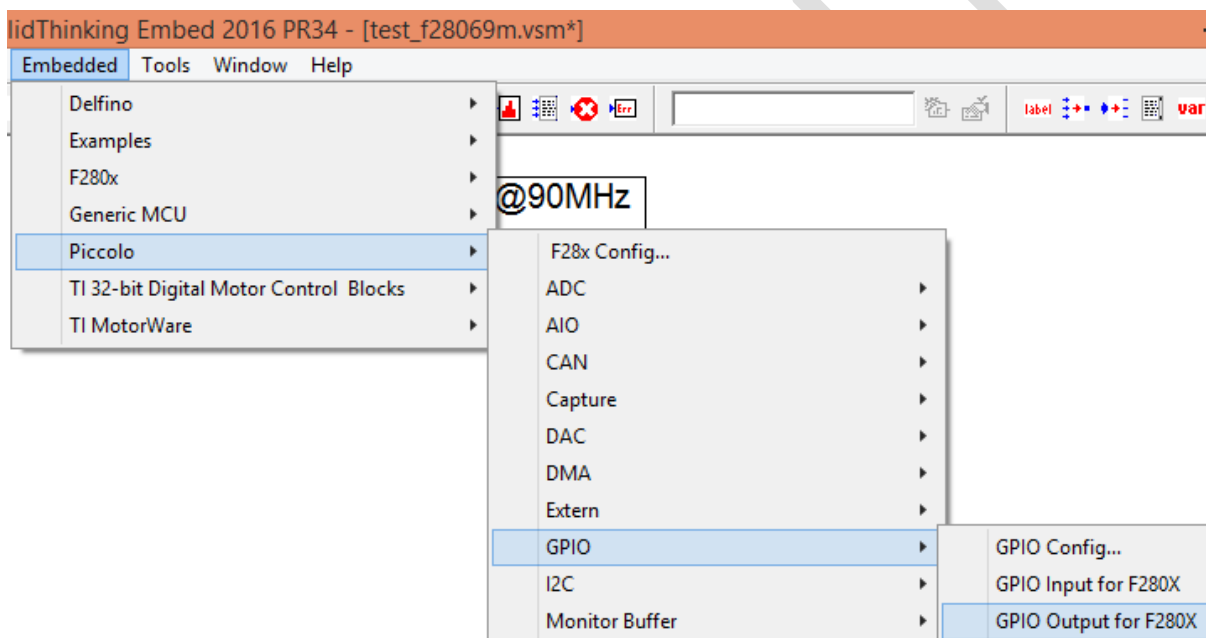 lidThinking Embed 2016 PR34 - [test_f28069m.vsm*]
Embedded Tools Window Help
Err label var
@90MHz
Delfino
Examples
F280x
Generic MCU
Piccolo
TI 32-bit Digital Motor Control Blocks
TI MotorWare
F28x Config...
ADC
AIO
CAN
Capture
DAC
DMA
Extern
GPIO
I2C
Monitor Buffer
GPIO Config...
GPIO Input for F280X
GPIO Output for F280X